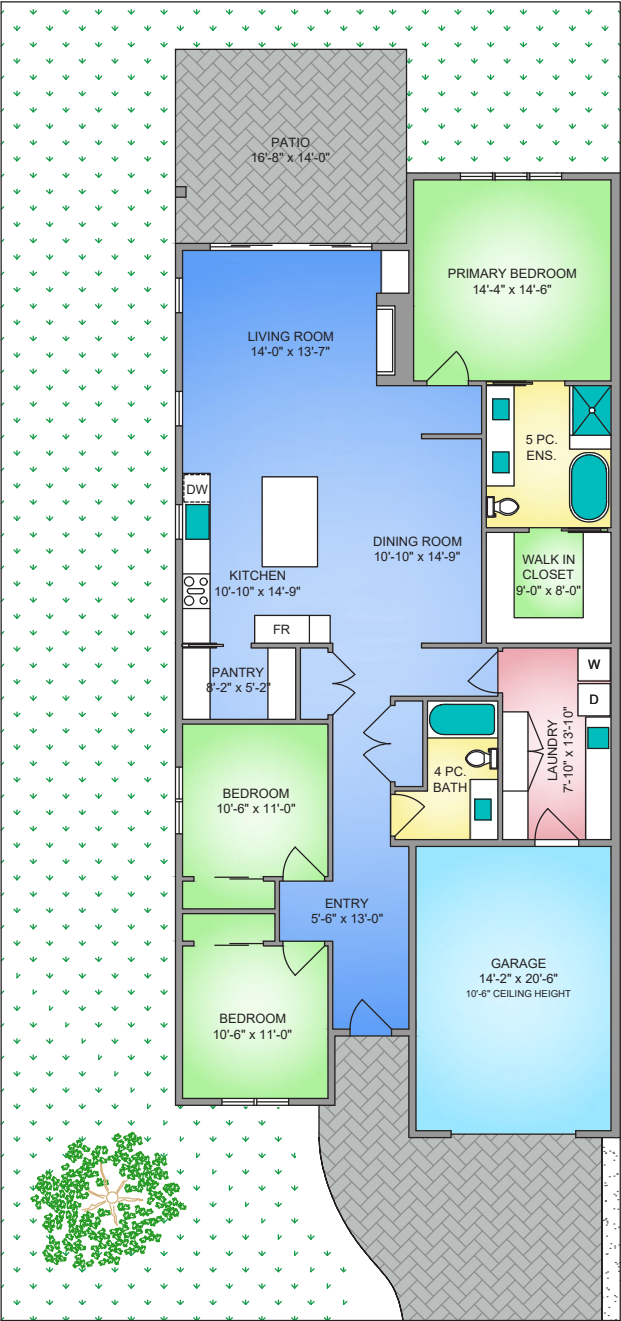 PATIO
16'-8" x 14'-0"
PRIMARY BEDROOM
14'-4" x 14'-6"
LIVING ROOM
14'-0" x 13'-7"
5 PC.
ENS.
DW
DINING ROOM
10'-10" x 14'-9"
KITCHEN
10'-10" x 14'-9"
WALK IN
CLOSET
9'-0" x 8'-0"
FR
PANTRY
8'-2" x 5'-2"
W
D
LAUNDRY
7'-10" x 13'-10"
4 PC.
BATH
BEDROOM
10'-6" x 11'-0"
ENTRY
5'-6" x 13'-0"
GARAGE
14'-2" x 20'-6"
10'-6" CEILING HEIGHT
BEDROOM
10'-6" x 11'-0"